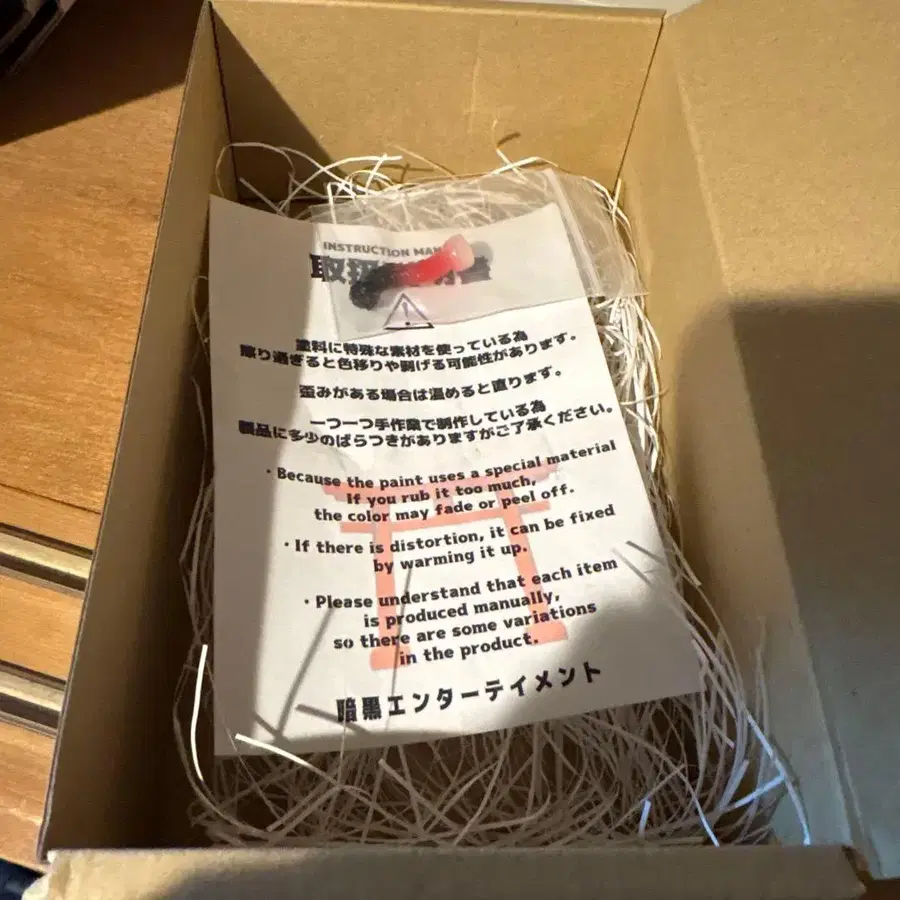 INSTRUCTION MAN
取扱 明書
塗料に特殊な素材を使っている為
擦り過ぎると色移りや剥げる可能性があります。
歪みがある場合は温めると直ります。
一つ一つ手作業で制作している為
製品に多少のばらつきがありますがご了承ください。
・Because the paint uses a special material
If you rub it too much,
the color may fade or peel off.
・If there is distortion, it can be fixed
by warming it up.
・Please understand that each item
is produced manually,
so there are some variations
in the product.
暗黒エンターテイメント